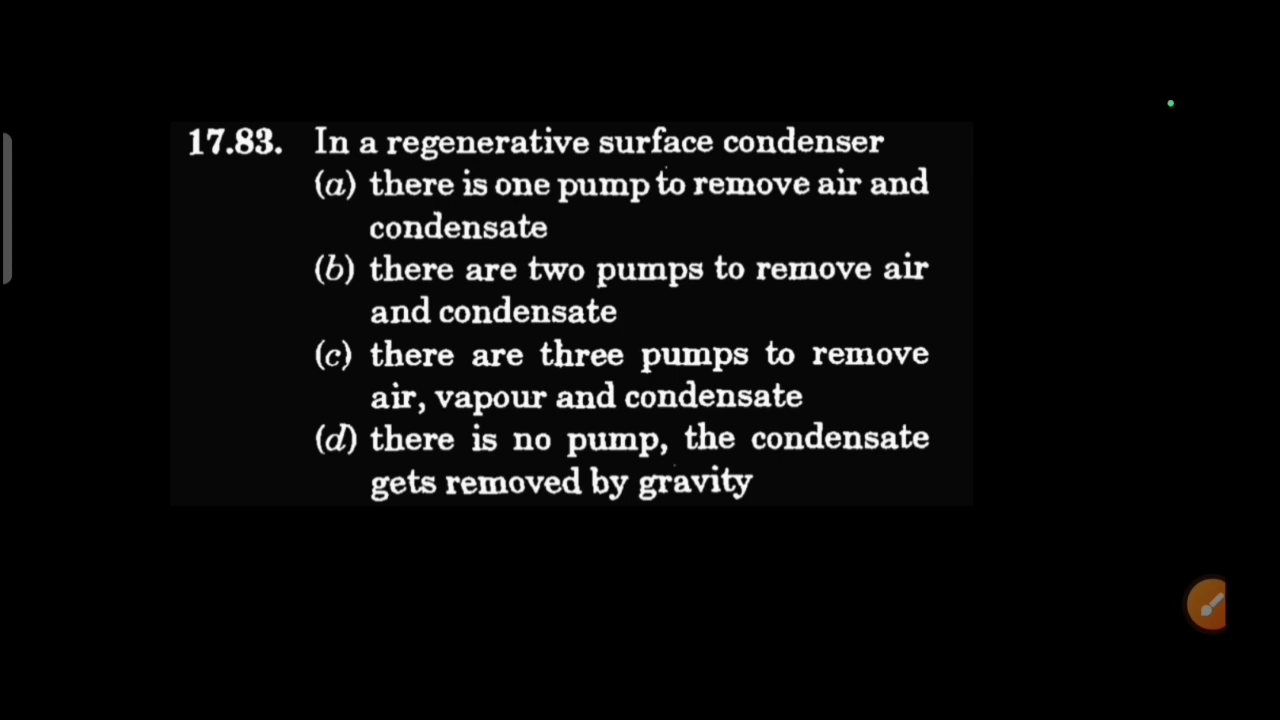 17.83. In a regenerative surface condenser
(a) there is one pump to remove air and
condensate
(b) there are two pumps to remove air
and condensate
(c) there are three pumps to remove
air, vapour and condensate
(d) there is no pump, the condensate
gets removed by gravity